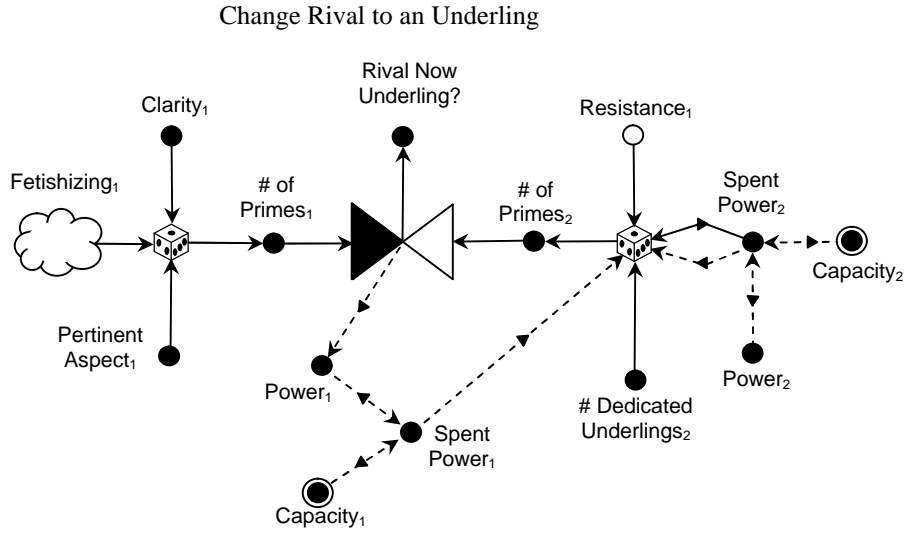 Change Rival to an Underling
Rival Now
Underling?
Clarity₁
Resistance₁
Fetishizing₁
# of
Primes₁
# of
Primes₂
Spent
Power₂
Capacity₂
Pertinent
Aspect₁
Power₁
Power₂
# Dedicated
Underlings₂
Spent
Power₁
Capacity₁